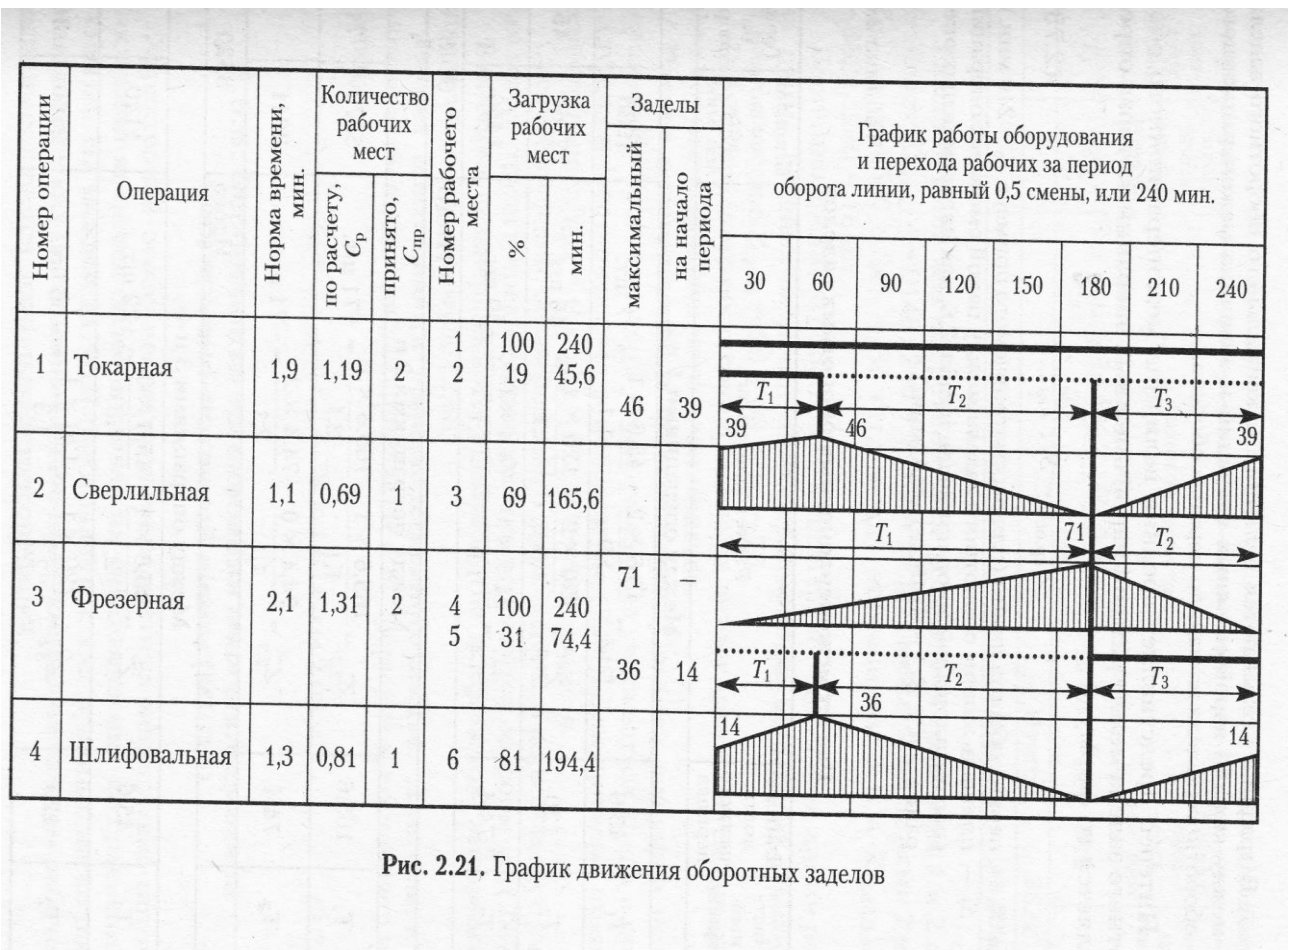 Номер операции
Операция
Норма времени,
мин.
Количество
рабочих
мест
по расчету,
Cр
принято,
Cпр
Номер рабочего
места
Загрузка
рабочих
мест
%
мин.
Заделы
максимальный
на начало
периода
График работы оборудования
и перехода рабочих за период
оборота линии, равный 0,5 смены, или 240 мин.
30 60 90 120 150 180 210 240
1 Токарная 1,9 1,19 2 1 100 240
2 19 45,6
46 39
T1 T2 T3
39 46 39
2 Сверлильная 1,1 0,69 1 3 69 165,6
T1 71 T2
71 –
3 Фрезерная 2,1 1,31 2 4 100 240
5 31 74,4
36 14
T1 T2 T3
36
14 14
4 Шлифовальная 1,3 0,81 1 6 81 194,4
Рис. 2.21. График движения оборотных заделов